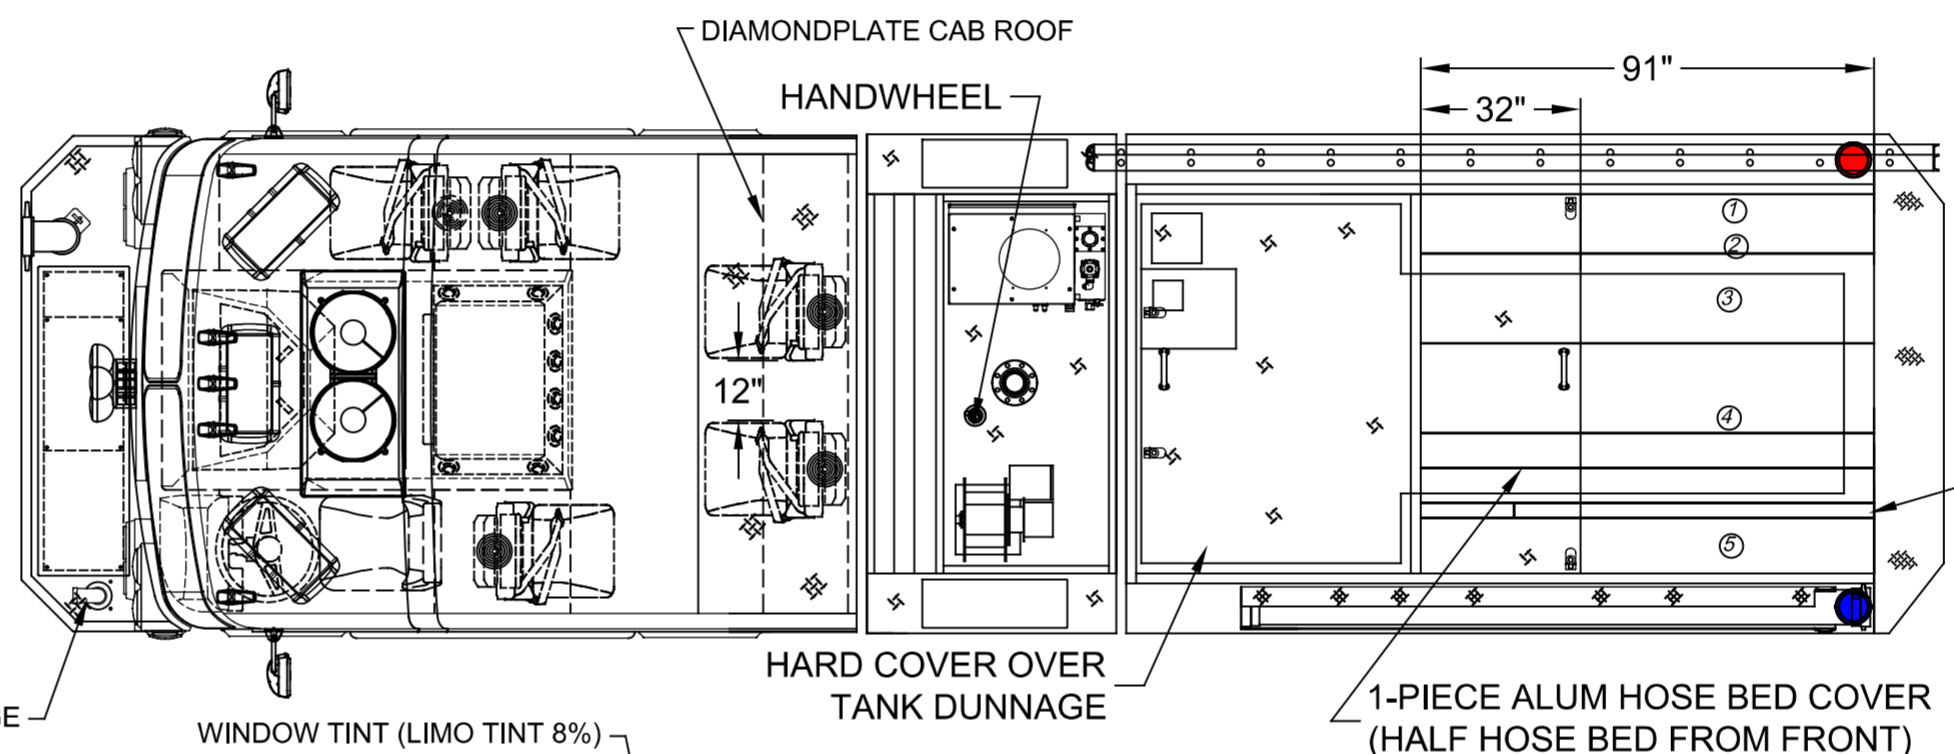 DIAMONDPLATE CAB ROOF
HANDWHEEL
91"
32"
1
2
3
12"
4
5
HARD COVER OVER
TANK DUNNAGE
1-PIECE ALUM HOSE BED COVER
(HALF HOSE BED FROM FRONT)
GE
WINDOW TINT (LIMO TINT 8%)